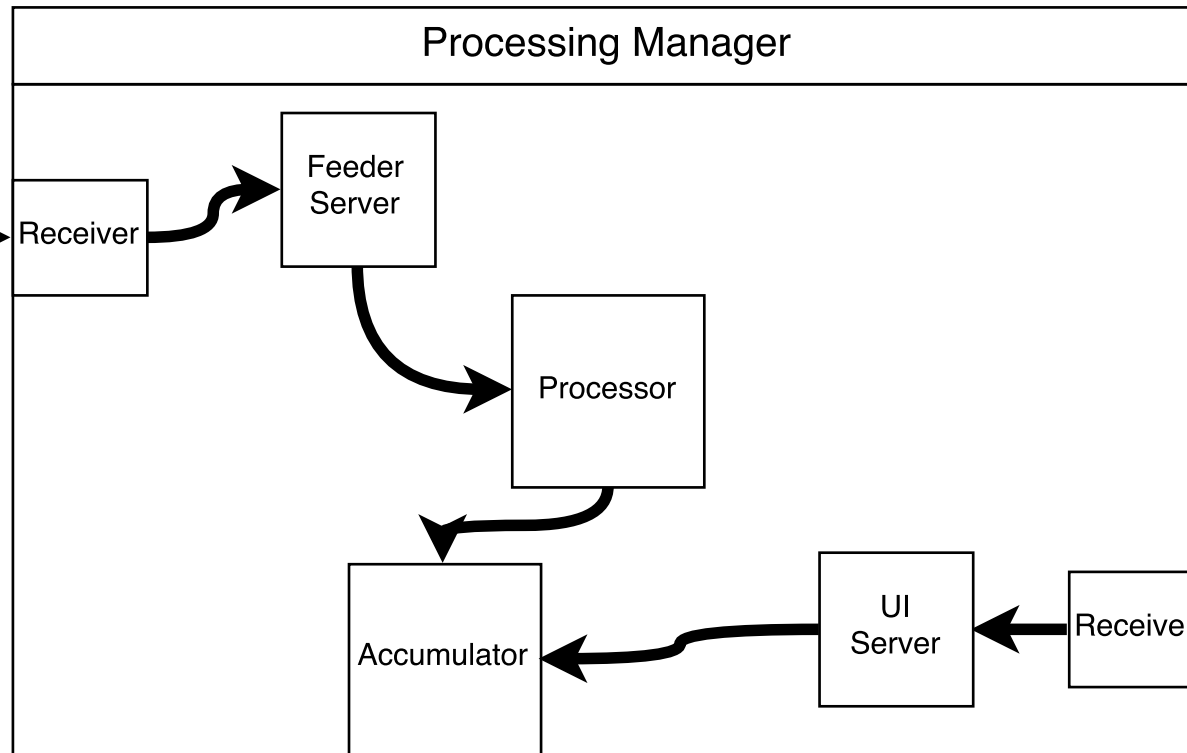 Processing Manager
Feeder
Server
Receiver
Processor
UI
Server
Receive
Accumulator